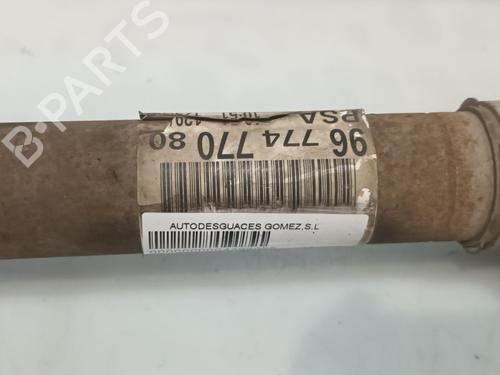 PSA
96 774 770 80
AUTODESGUACES GOMEZ,S.L
B-PARTS